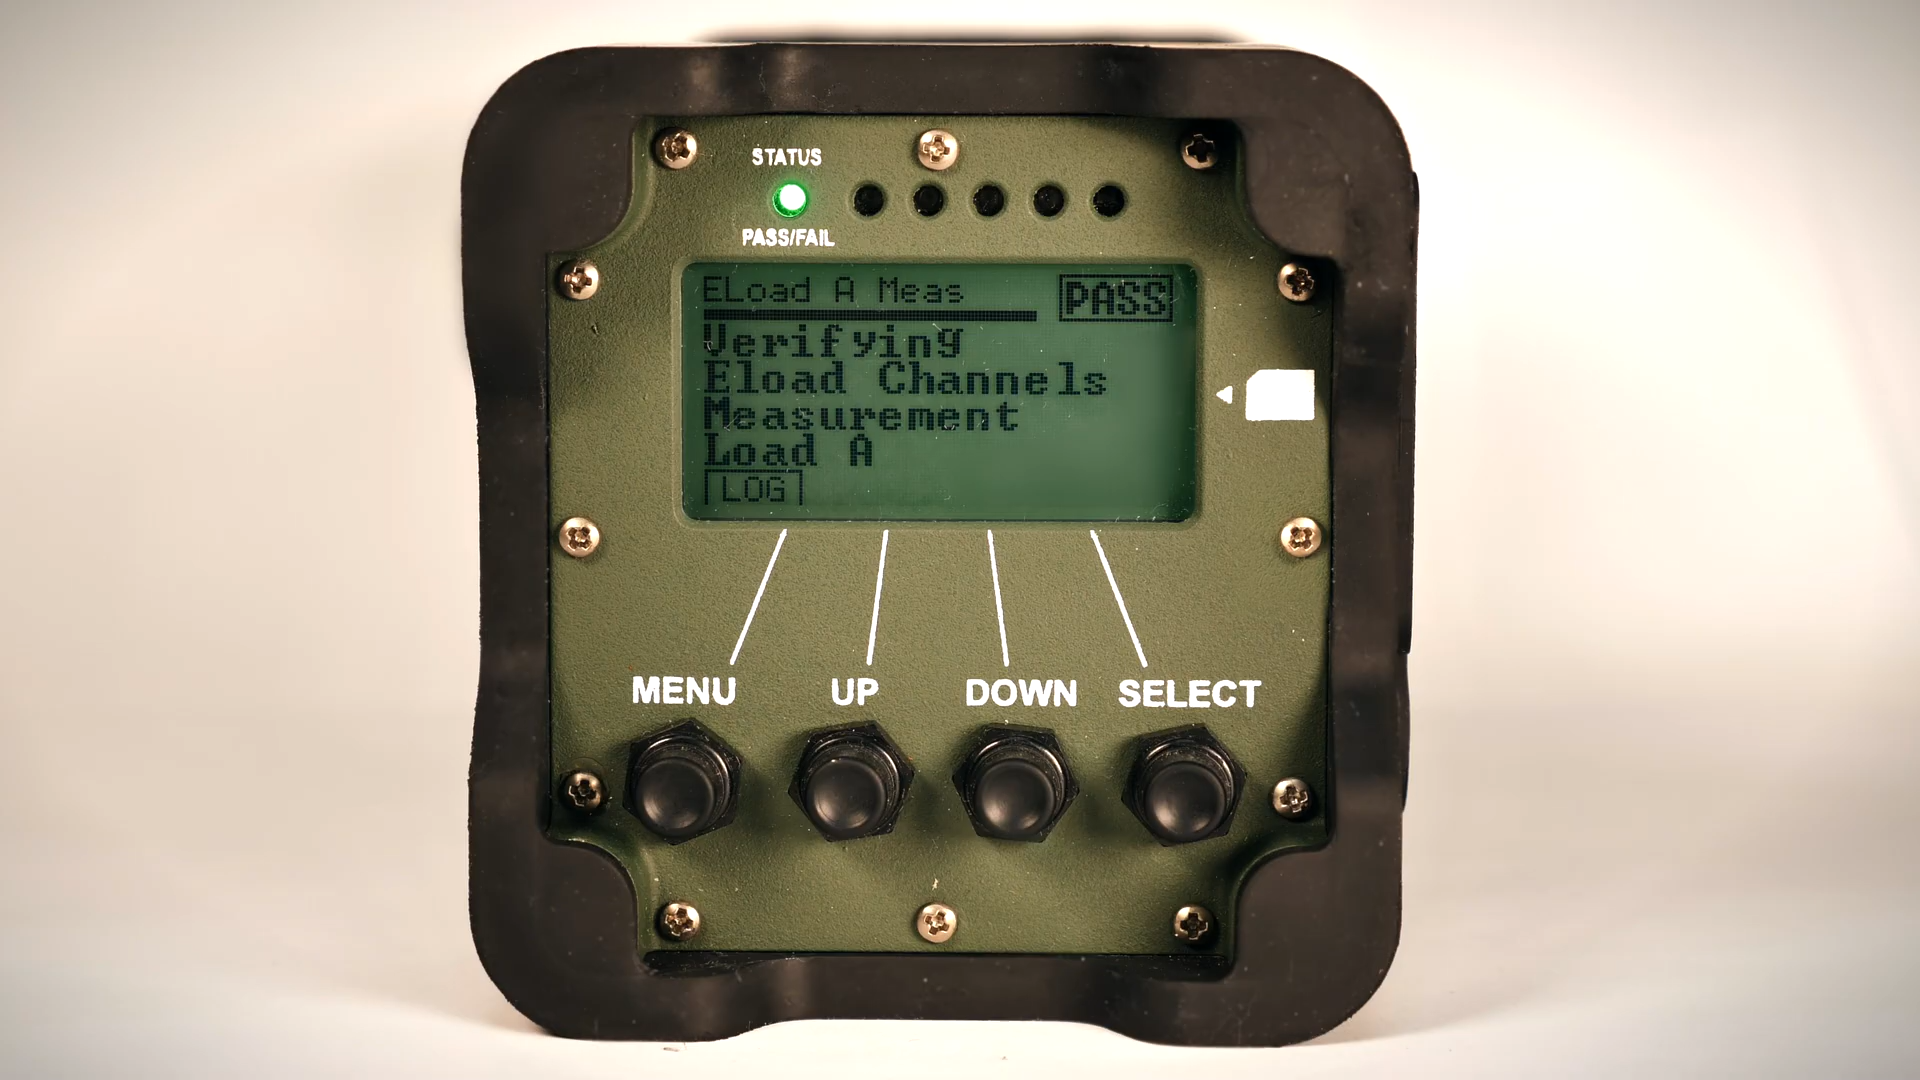 STATUS
PASS/FAIL
ELoad A Meas
PASS
Verifying
Eload Channels
Measurement
Load A
LOG
MENU UP DOWN SELECT